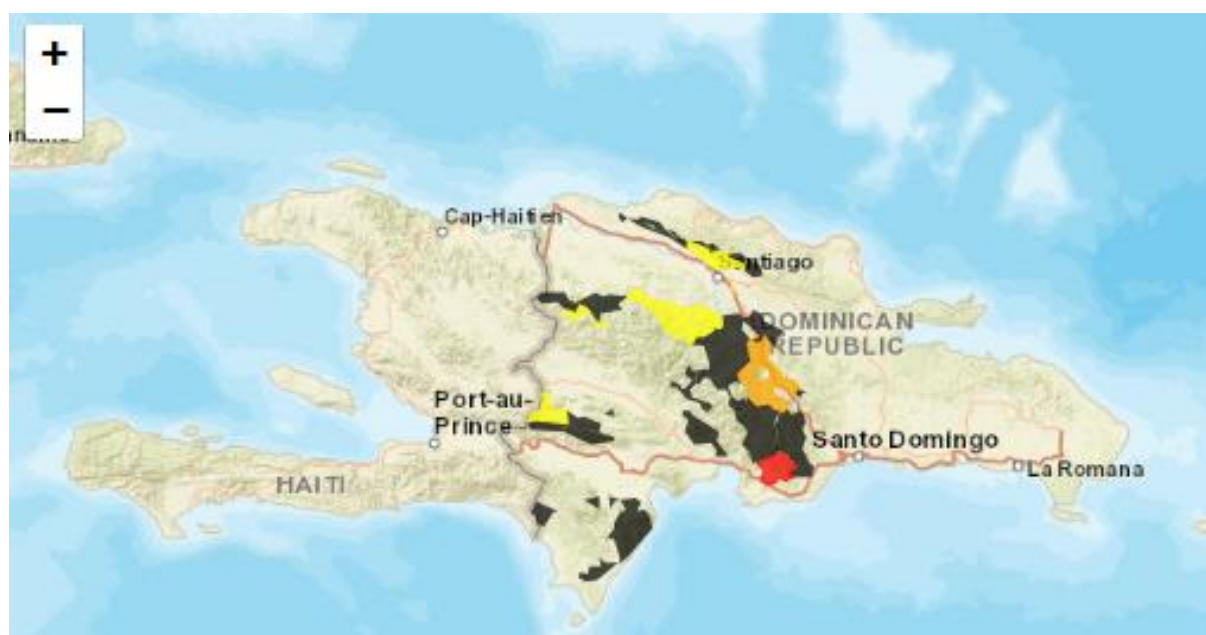 +
−
Cap-Haïtien
Santiago
DOMINICAN
REPUBLIC
Port-au-
Prince
Santo Domingo
La Romana
HAITI